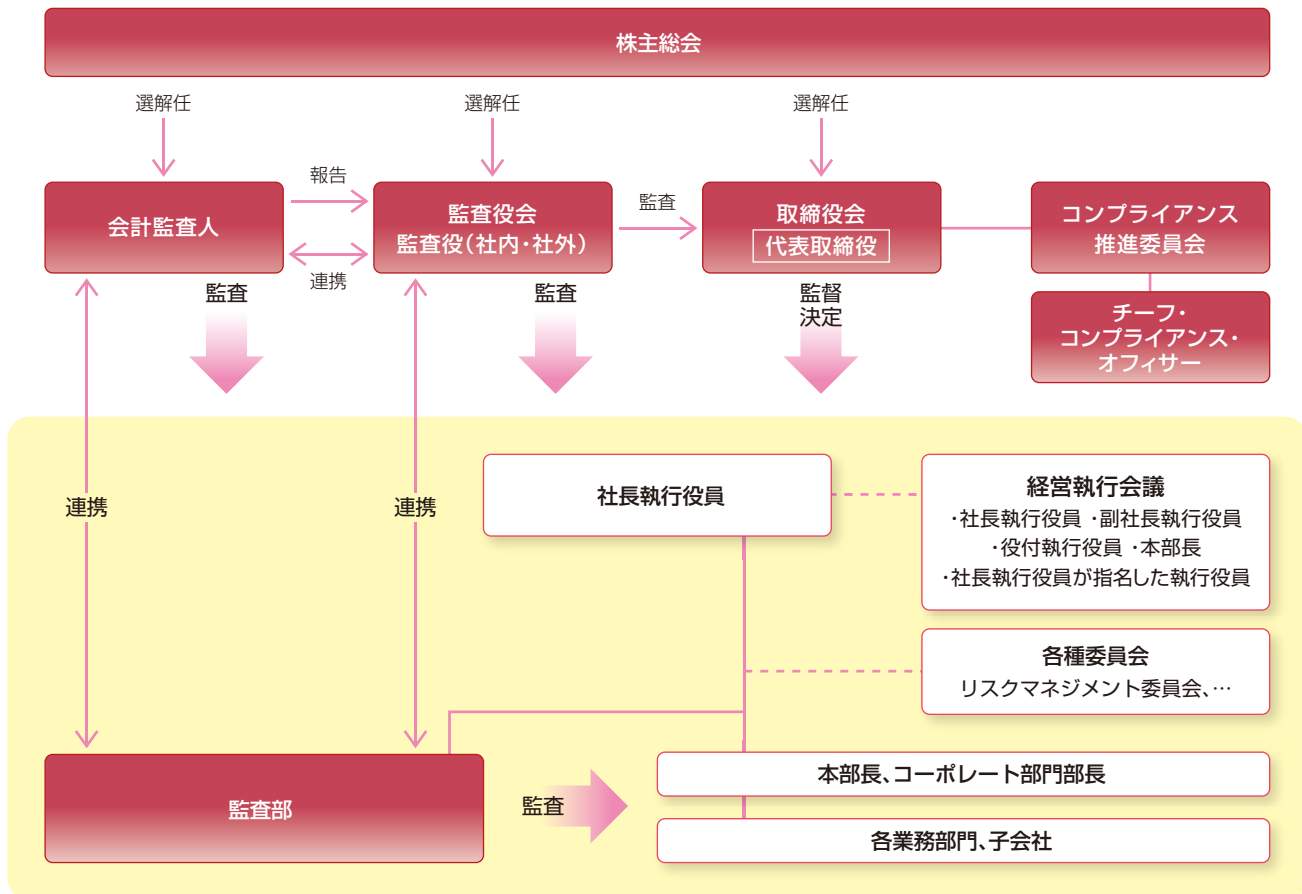 株主総会
選解任
選解任
選解任
会計監査人
報告
連携
監査役会
監査役(社内・社外)
監査
取締役会
代表取締役
コンプライアンス
推進委員会
チーフ・
コンプライアンス・
オフィサー
監査
監査
監督
決定
連携
連携
社長執行役員
経営執行会議
・社長執行役員 ・副社長執行役員
・役付執行役員 ・本部長
・社長執行役員が指名した執行役員
各種委員会
リスクマネジメント委員会、…
監査部
監査
本部長、コーポレート部門部長
各業務部門、子会社